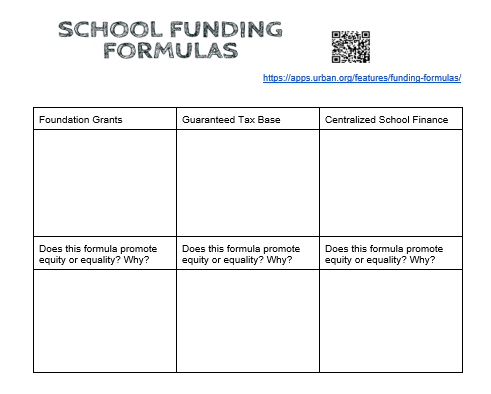 SCHOOL FUNDING
FORMULAS
https://apps.urban.org/features/funding-formulas/
Foundation Grants
Guaranteed Tax Base
Centralized School Finance
Does this formula promote
equity or equality? Why?
Does this formula promote
equity or equality? Why?
Does this formula promote
equity or equality? Why?